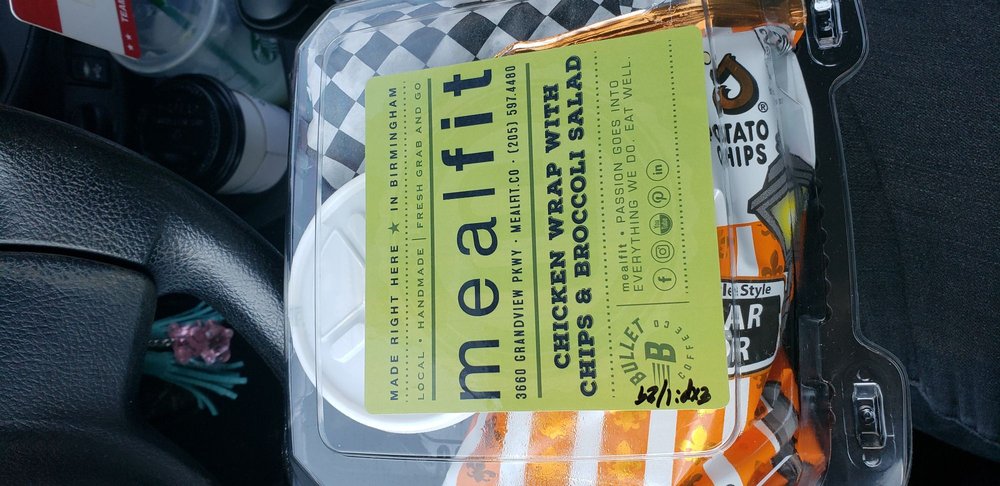 MADE RIGHT HERE ★ IN BIRMINGHAM
LOCAL • HANDMADE | FRESH GRAB AND GO
mealfit
3660 GRANDVIEW PKWY • MEALFIT.CO • (205) 597.4480
CHICKEN WRAP WITH
CHIPS & BROCCOLI SALAD
mealfit • PASSION GOES INTO
EVERYTHING WE DO. EAT WELL.
BULLET
B
COFFEE
POTATO
CHIPS
Style
TEA